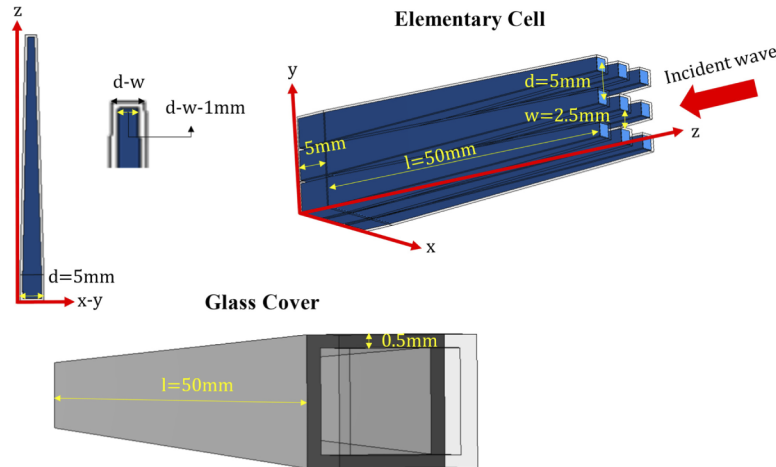 z
d-w
d-w-1mm
d=5mm
x-y
Elementary Cell
y
Incident wave
d=5mm
w=2.5mm
z
5mm
l=50mm
x
Glass Cover
0.5mm
l=50mm